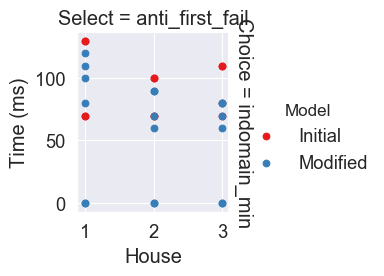 Select = anti_first_fail
Choice = indomain_min
Time (ms)
100
50
0
1 2 3
House
Model
Initial
Modified